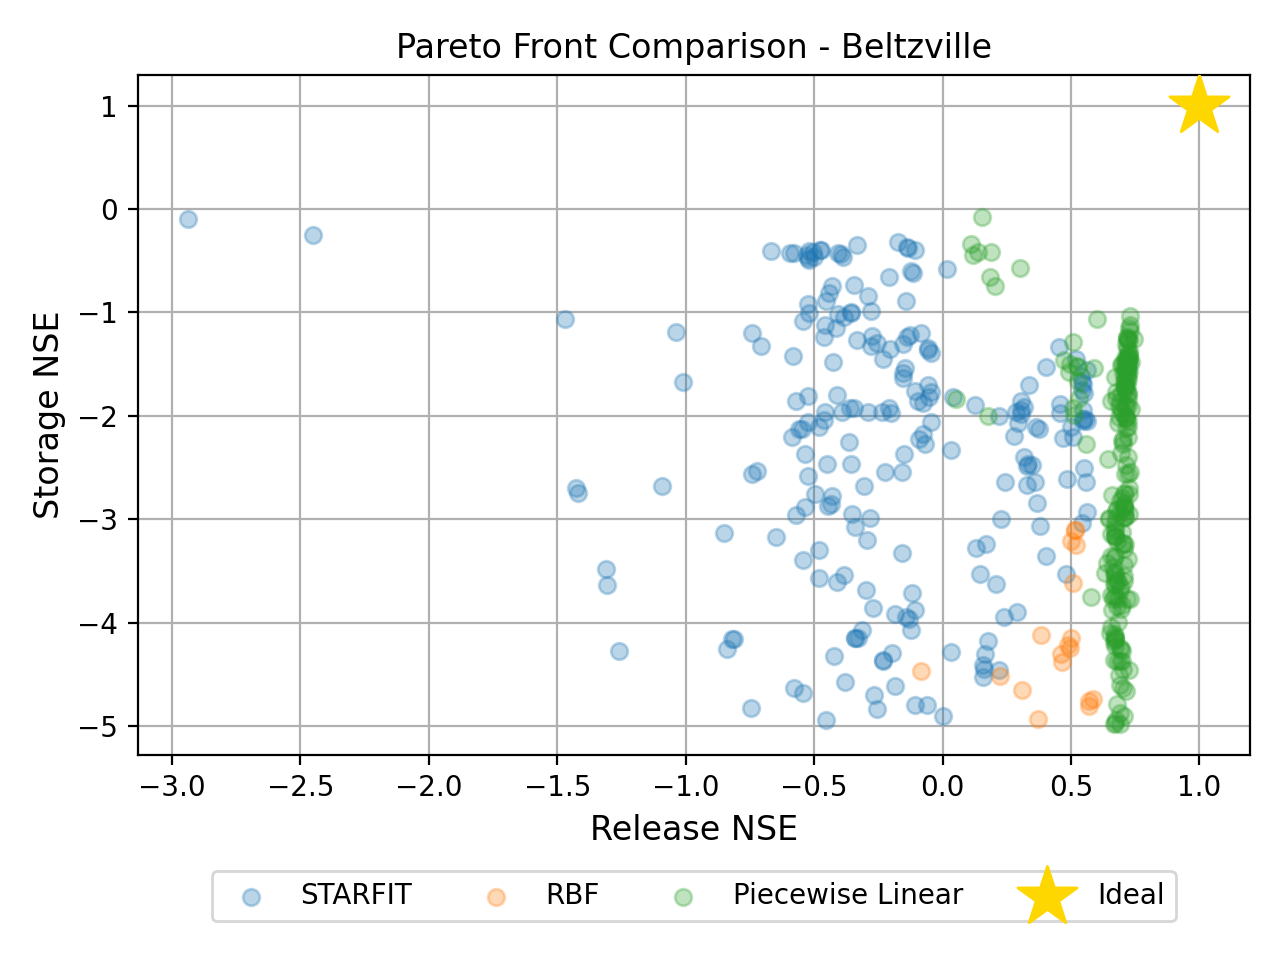 Pareto Front Comparison - Beltzville
Storage NSE
1
0
−1
−2
−3
−4
−5
−3.0 −2.5 −2.0 −1.5 −1.0 −0.5 0.0 0.5 1.0
Release NSE
STARFIT RBF Piecewise Linear Ideal